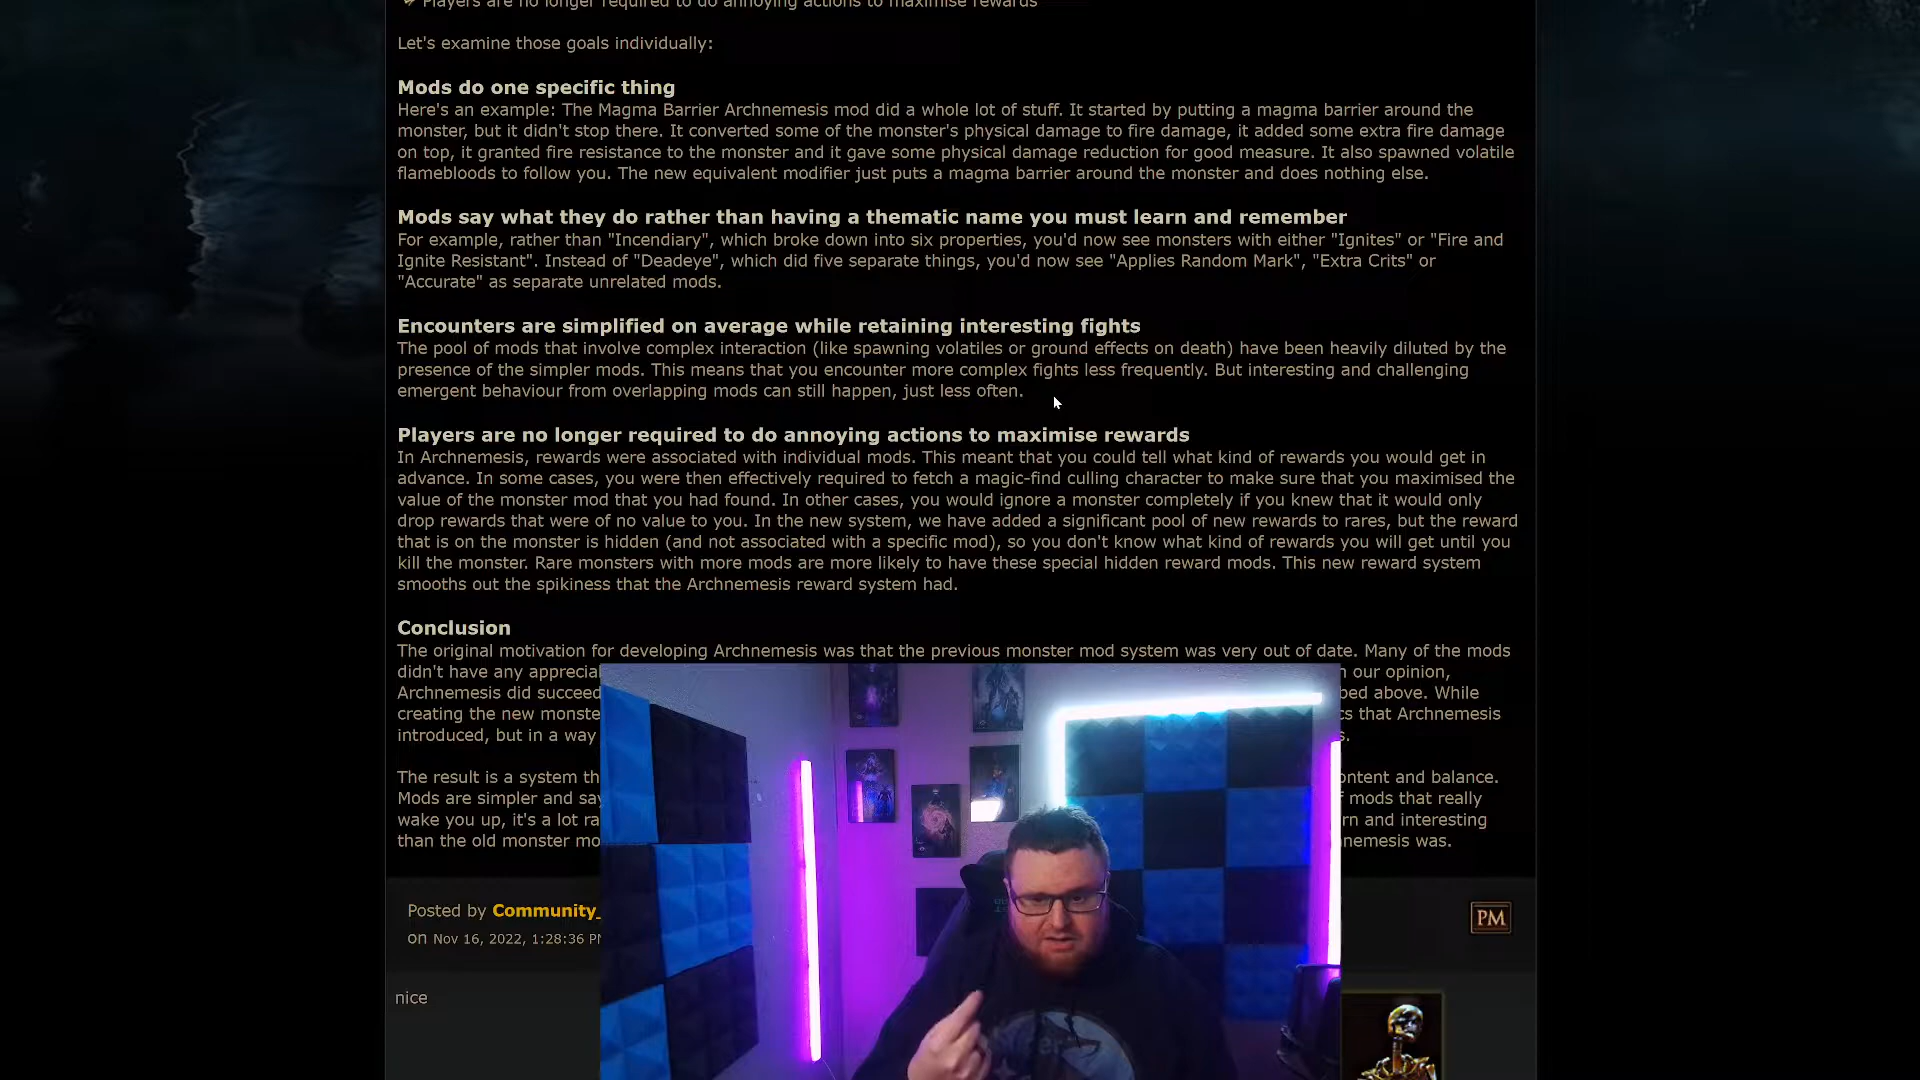 Players are no longer required to do annoying actions to maximise rewards
Let's examine those goals individually:
Mods do one specific thing
Here's an example: The Magma Barrier Archnemesis mod did a whole lot of stuff. It started by putting a magma barrier around the
monster, but it didn't stop there. It converted some of the monster's physical damage to fire damage, it added some extra fire damage
on top, it granted fire resistance to the monster and it gave some physical damage reduction for good measure. It also spawned volatile
flamebloods to follow you. The new equivalent modifier just puts a magma barrier around the monster and does nothing else.
Mods say what they do rather than having a thematic name you must learn and remember
For example, rather than "Incendiary", which broke down into six properties, you'd now see monsters with either "Ignites" or "Fire and
Ignite Resistant". Instead of "Deadeye", which did five separate things, you'd now see "Applies Random Mark", "Extra Crits" or
"Accurate" as separate unrelated mods.
Encounters are simplified on average while retaining interesting fights
The pool of mods that involve complex interaction (like spawning volatiles or ground effects on death) have been heavily diluted by the
presence of the simpler mods. This means that you encounter more complex fights less frequently. But interesting and challenging
emergent behaviour from overlapping mods can still happen, just less often.
Players are no longer required to do annoying actions to maximise rewards
In Archnemesis, rewards were associated with individual mods. This meant that you could tell what kind of rewards you would get in
advance. In some cases, you were then effectively required to fetch a magic-find culling character to make sure that you maximised the
value of the monster mod that you had found. In other cases, you would ignore a monster completely if you knew that it would only
drop rewards that were of no value to you. In the new system, we have added a significant pool of new rewards to rares, but the reward
that is on the monster is hidden (and not associated with a specific mod), so you don't know what kind of rewards you will get until you
kill the monster. Rare monsters with more mods are more likely to have these special hidden reward mods. This new reward system
smooths out the spikiness that the Archnemesis reward system had.
Conclusion
The original motivation for developing Archnemesis was that the previous monster mod system was very out of date. Many of the mods
didn't have any apprecia n our opinion,
Archnemesis did succeed bed above. While
creating the new monste cs that Archnemesis
introduced, but in a way s.
The result is a system th ontent and balance.
Mods are simpler and say f mods that really
wake you up, it's a lot ra rn and interesting
than the old monster mo hnemesis was.
Posted by Community_
on Nov 16, 2022, 1:28:36 PM
PM
nice